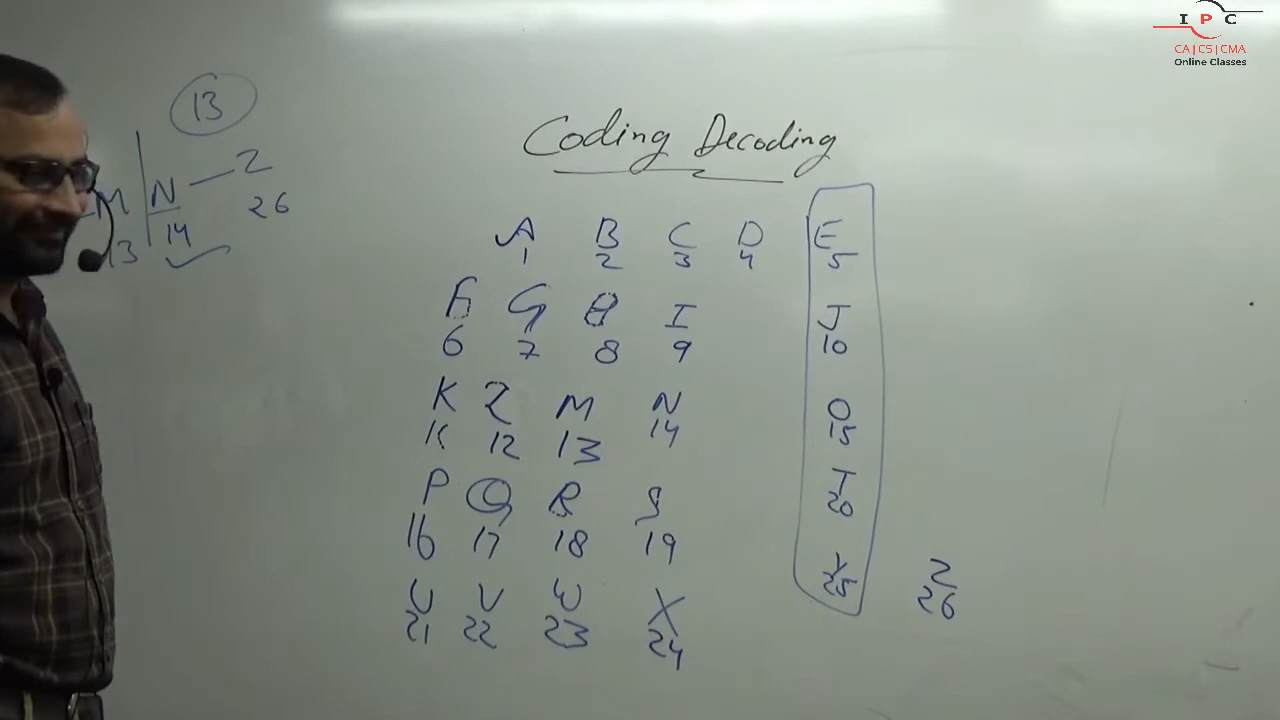 I P C
CA|CS|CMA
Online Classes
13
M | N — Z
13 14 26
Coding Decoding
A B C D E
1 2 3 4 5
F G H I J
6 7 8 9 10
K L M N O
11 12 13 14 15
P Q R S T
16 17 18 19 20
U V W X Y Z
21 22 23 24 25 26